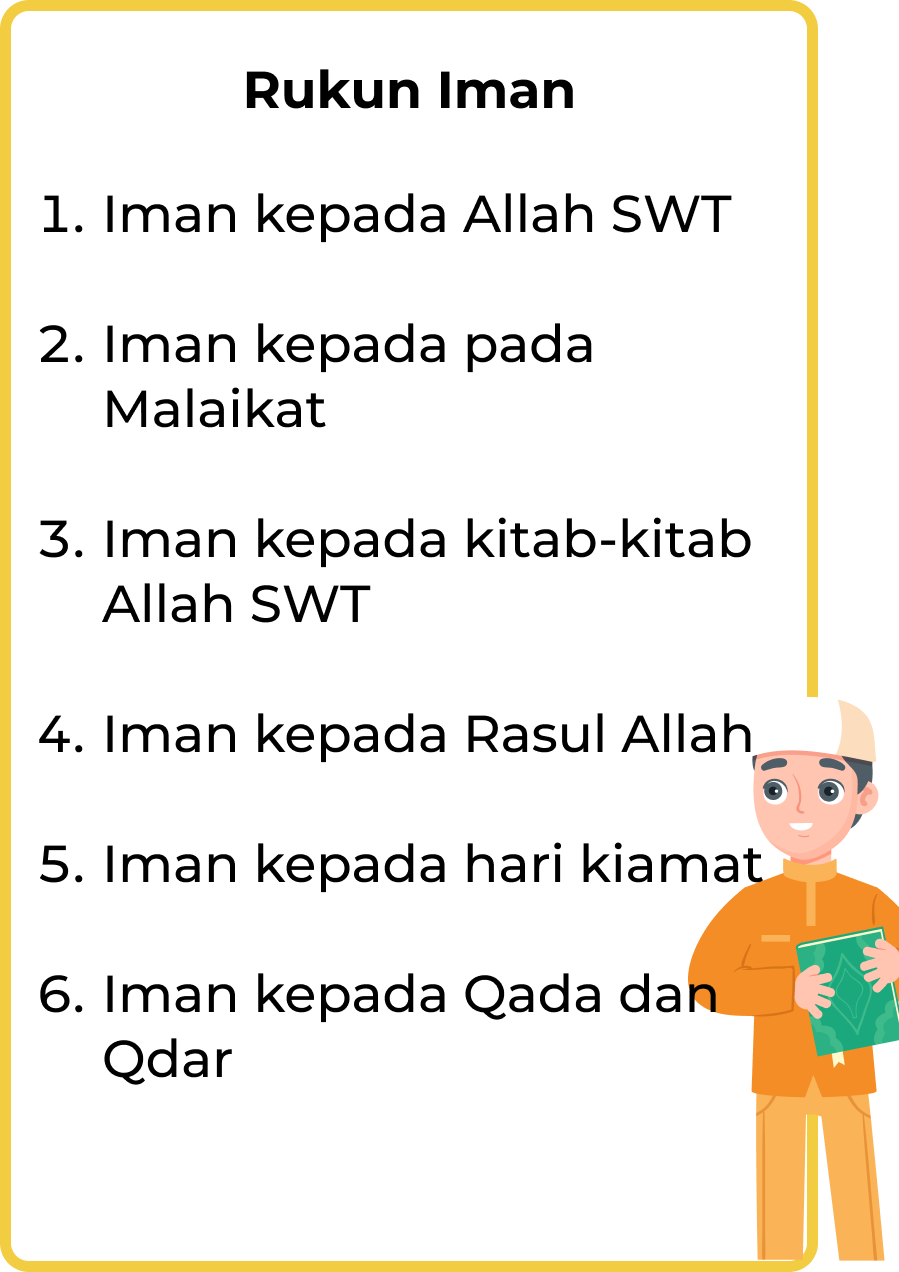 Rukun Iman
1. Iman kepada Allah SWT
2. Iman kepada pada
Malaikat
3. Iman kepada kitab-kitab
Allah SWT
4. Iman kepada Rasul Allah
5. Iman kepada hari kiamat
6. Iman kepada Qada dan
Qdar